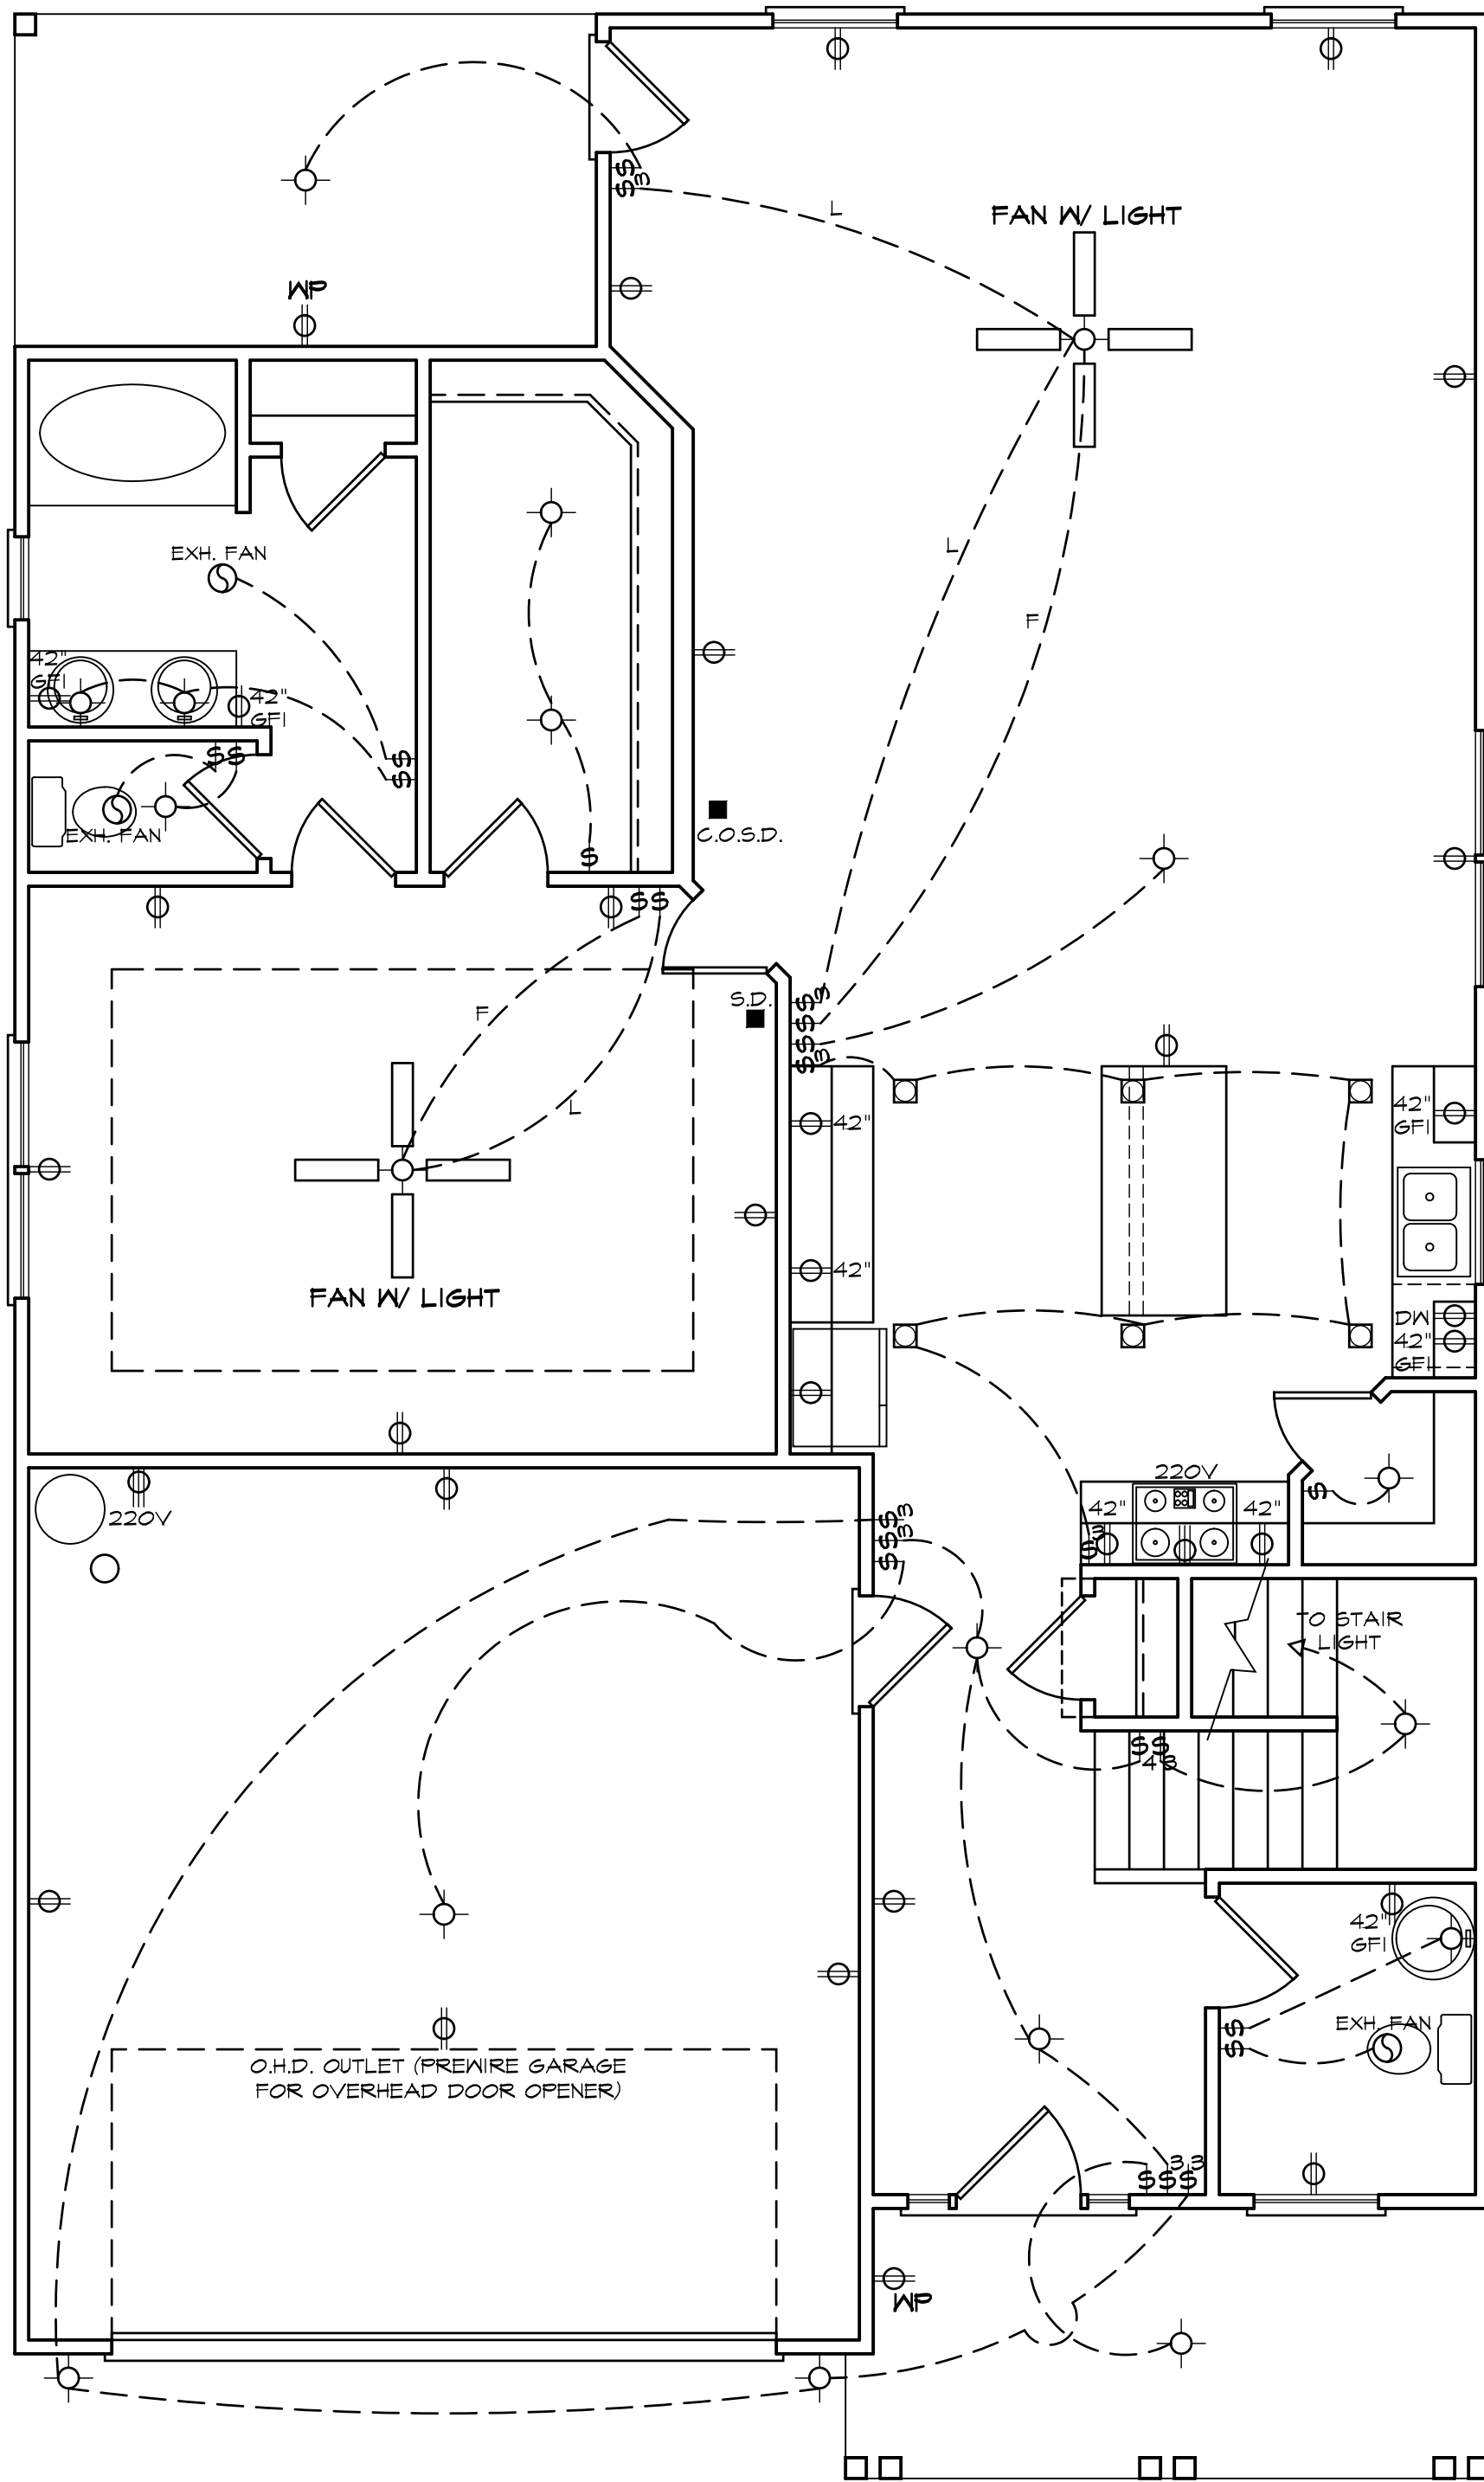 L
FAN W/ LIGHT
WP
EXH. FAN
L
F
42"
GFI
42"
GFI
EXH. FAN
C.O.S.D.
S.D.
F
L
42"
42"
GFI
42"
FAN W/ LIGHT
DW
42"
GFI
220V
42"
42"
220V
TO STAIR
LIGHT
42"
GFI
EXH. FAN
O.H.D. OUTLET (PREWIRE GARAGE
FOR OVERHEAD DOOR OPENER)
WP